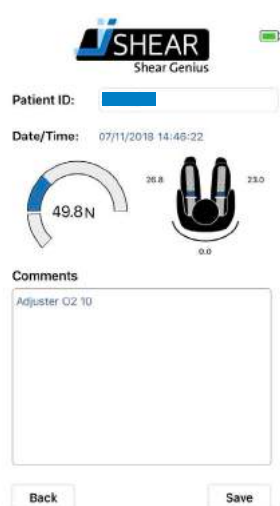 iSHEAR
Shear Genius
Patient ID:
Date/Time: 07/11/2018 14:46:22
49.8N
26.8
23.0
0.0
Comments
Adjuster O2 10
Back
Save